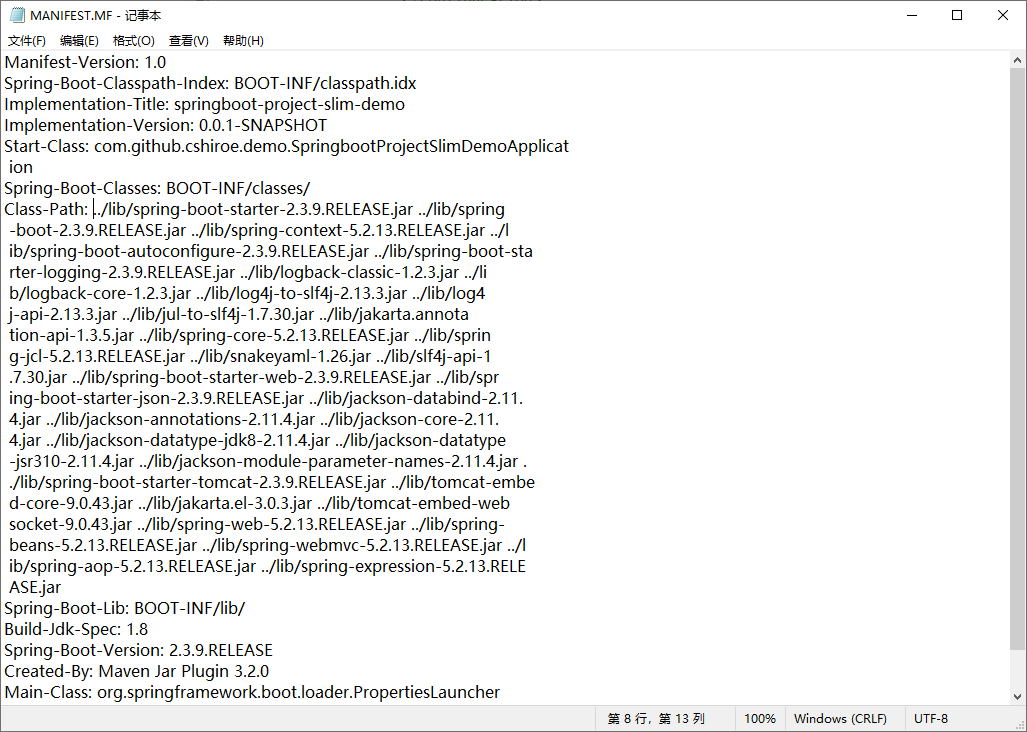 MANIFEST.MF - 记事本
文件(F) 编辑(E) 格式(O) 查看(V) 帮助(H)
Manifest-Version: 1.0
Spring-Boot-Classpath-Index: BOOT-INF/classpath.idx
Implementation-Title: springboot-project-slim-demo
Implementation-Version: 0.0.1-SNAPSHOT
Start-Class: com.github.cshiroe.demo.SpringbootProjectSlimDemoApplicat
 ion
Spring-Boot-Classes: BOOT-INF/classes/
Class-Path: ../lib/spring-boot-starter-2.3.9.RELEASE.jar ../lib/spring
 -boot-2.3.9.RELEASE.jar ../lib/spring-context-5.2.13.RELEASE.jar ../l
 ib/spring-boot-autoconfigure-2.3.9.RELEASE.jar ../lib/spring-boot-sta
 rter-logging-2.3.9.RELEASE.jar ../lib/logback-classic-1.2.3.jar ../li
 b/logback-core-1.2.3.jar ../lib/log4j-to-slf4j-2.13.3.jar ../lib/log4
 j-api-2.13.3.jar ../lib/jul-to-slf4j-1.7.30.jar ../lib/jakarta.annota
 tion-api-1.3.5.jar ../lib/spring-core-5.2.13.RELEASE.jar ../lib/sprin
 g-jcl-5.2.13.RELEASE.jar ../lib/snakeyaml-1.26.jar ../lib/slf4j-api-1
 .7.30.jar ../lib/spring-boot-starter-web-2.3.9.RELEASE.jar ../lib/spr
 ing-boot-starter-json-2.3.9.RELEASE.jar ../lib/jackson-databind-2.11.
 4.jar ../lib/jackson-annotations-2.11.4.jar ../lib/jackson-core-2.11.
 4.jar ../lib/jackson-datatype-jdk8-2.11.4.jar ../lib/jackson-datatype
 -jsr310-2.11.4.jar ../lib/jackson-module-parameter-names-2.11.4.jar .
 ./lib/spring-boot-starter-tomcat-2.3.9.RELEASE.jar ../lib/tomcat-embe
 d-core-9.0.43.jar ../lib/jakarta.el-3.0.3.jar ../lib/tomcat-embed-web
 socket-9.0.43.jar ../lib/spring-web-5.2.13.RELEASE.jar ../lib/spring-
 beans-5.2.13.RELEASE.jar ../lib/spring-webmvc-5.2.13.RELEASE.jar ../l
 ib/spring-aop-5.2.13.RELEASE.jar ../lib/spring-expression-5.2.13.RELE
 ASE.jar
Spring-Boot-Lib: BOOT-INF/lib/
Build-Jdk-Spec: 1.8
Spring-Boot-Version: 2.3.9.RELEASE
Created-By: Maven Jar Plugin 3.2.0
Main-Class: org.springframework.boot.loader.PropertiesLauncher
第 8 行，第 13 列 100% Windows (CRLF) UTF-8